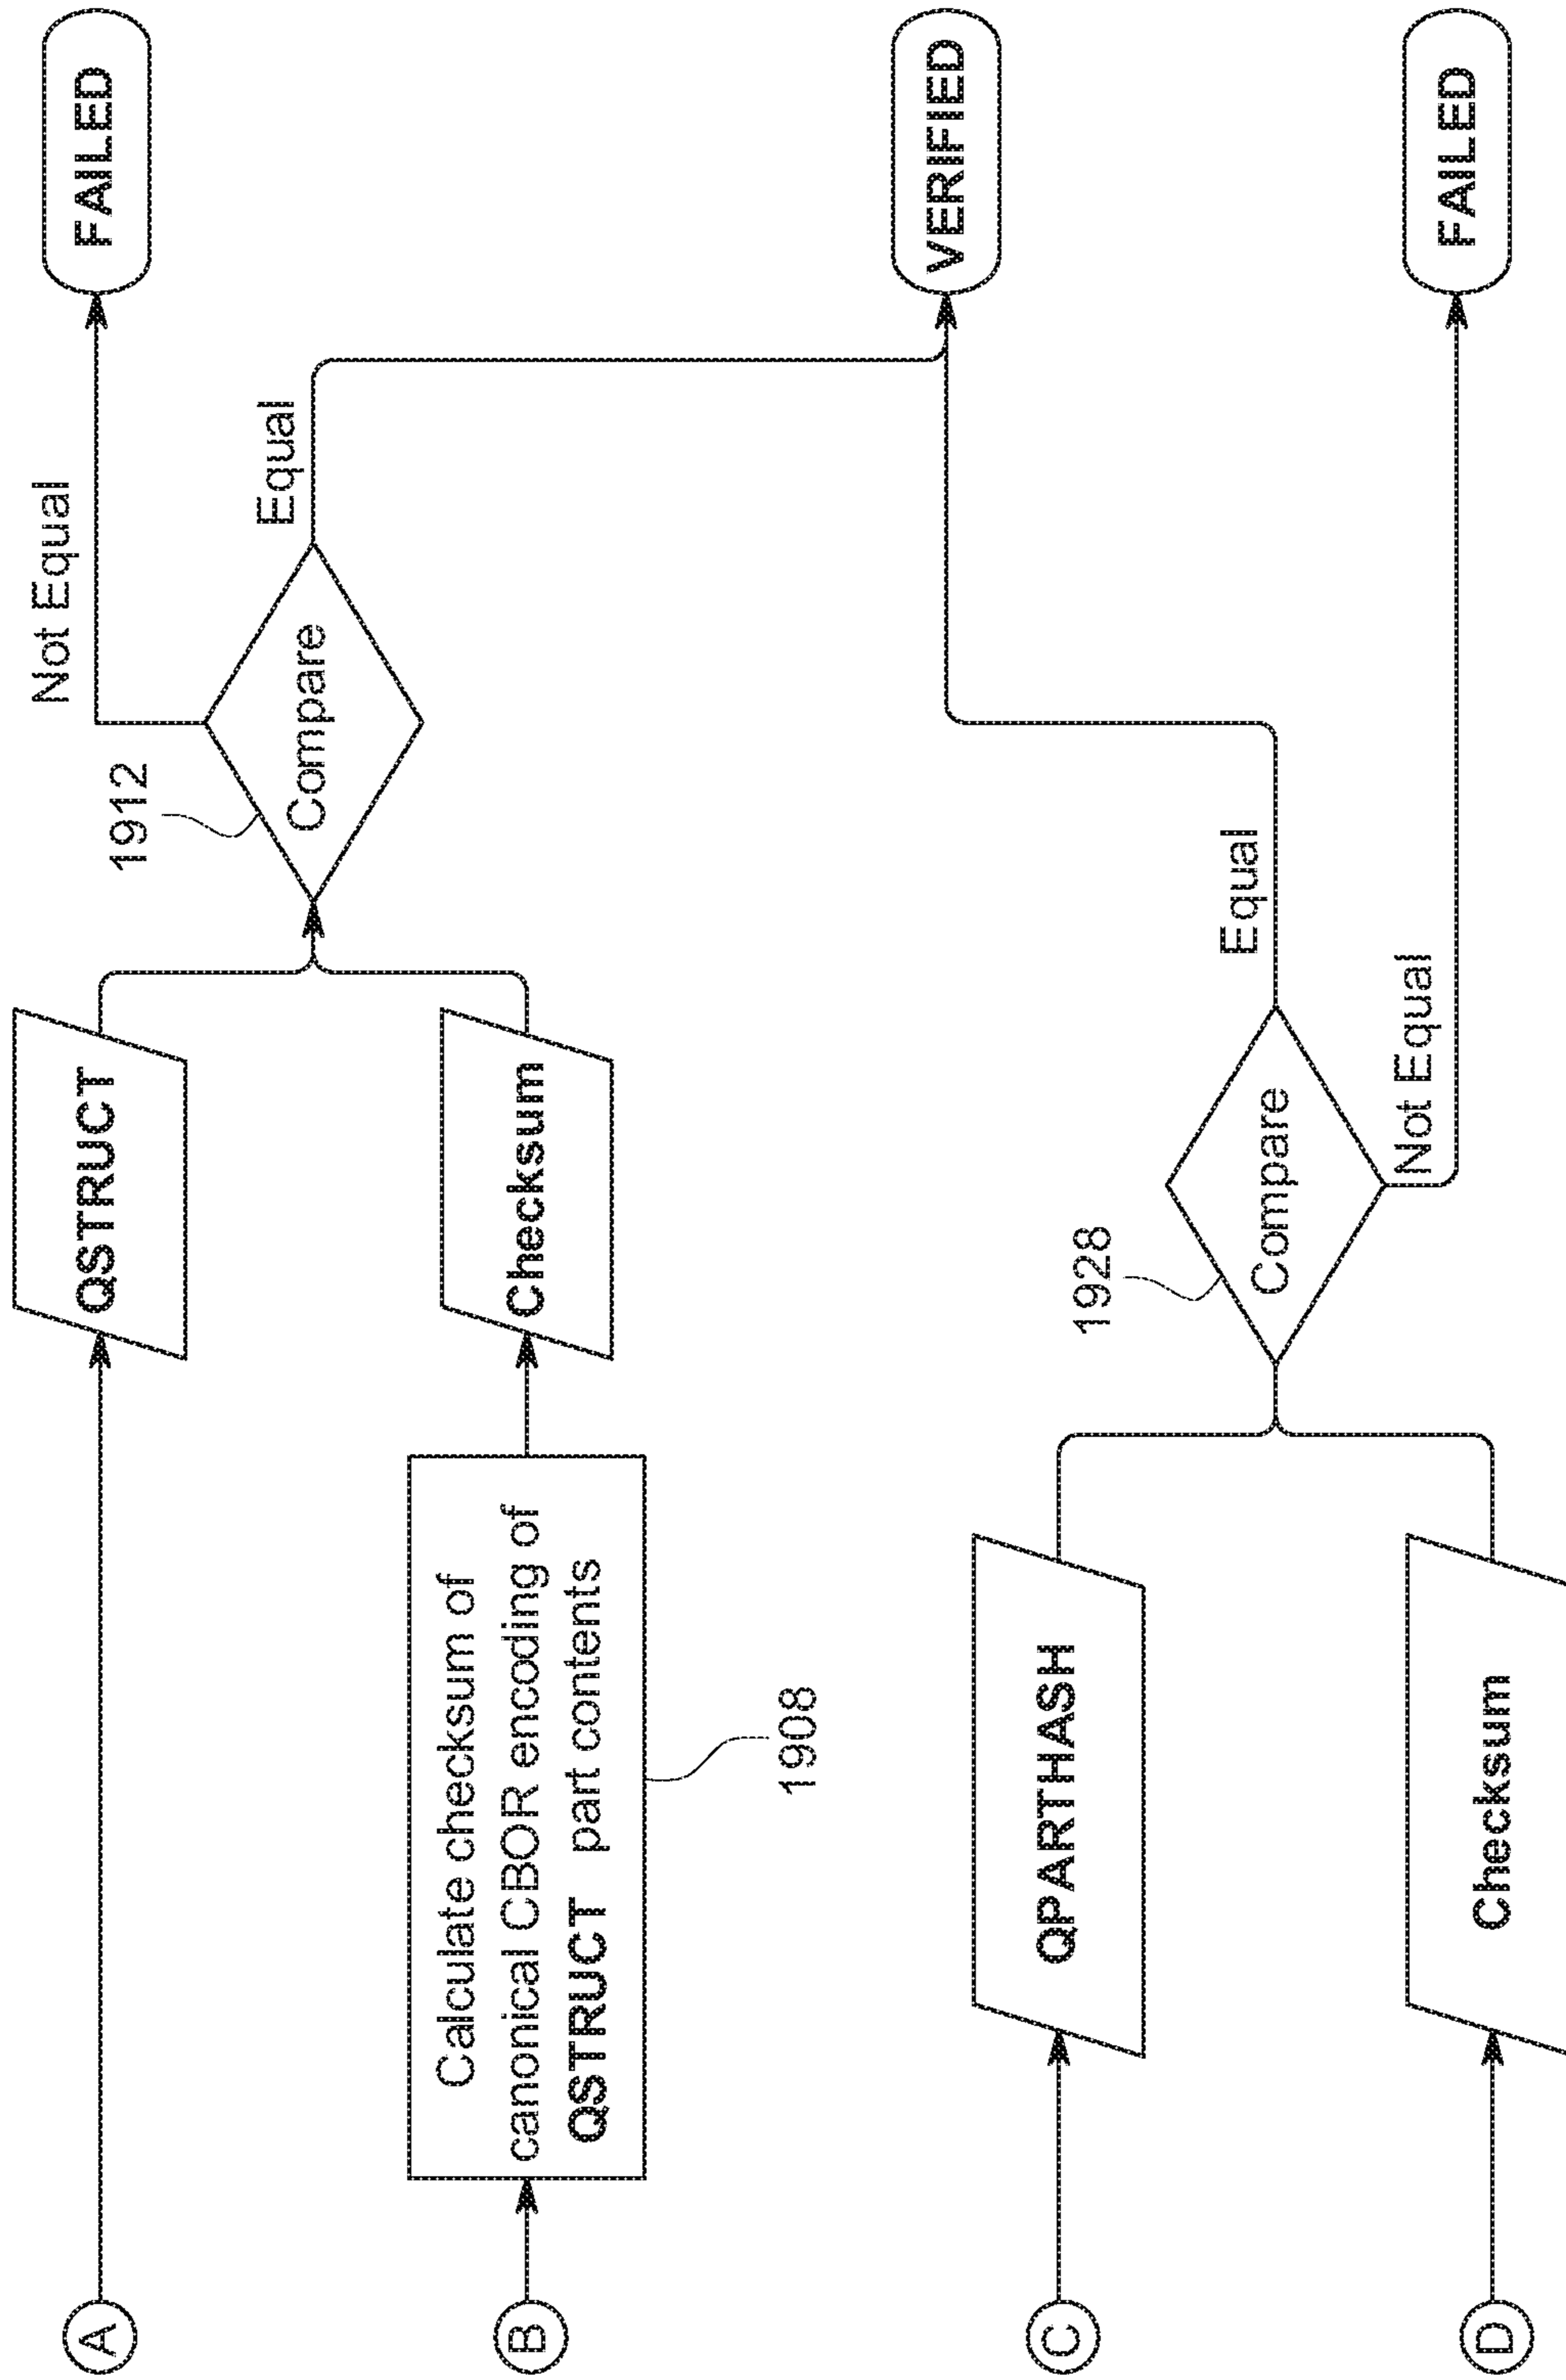 A
QSTRUCT
Not Equal
FAILED
B
Calculate checksum of
canonical CBOR encoding of
QSTRUCT part contents
1908
Checksum
1912
Compare
Equal
VERIFIED
C
QPARTHASH
1928
Compare
Equal
Not Equal
FAILED
D
Checksum